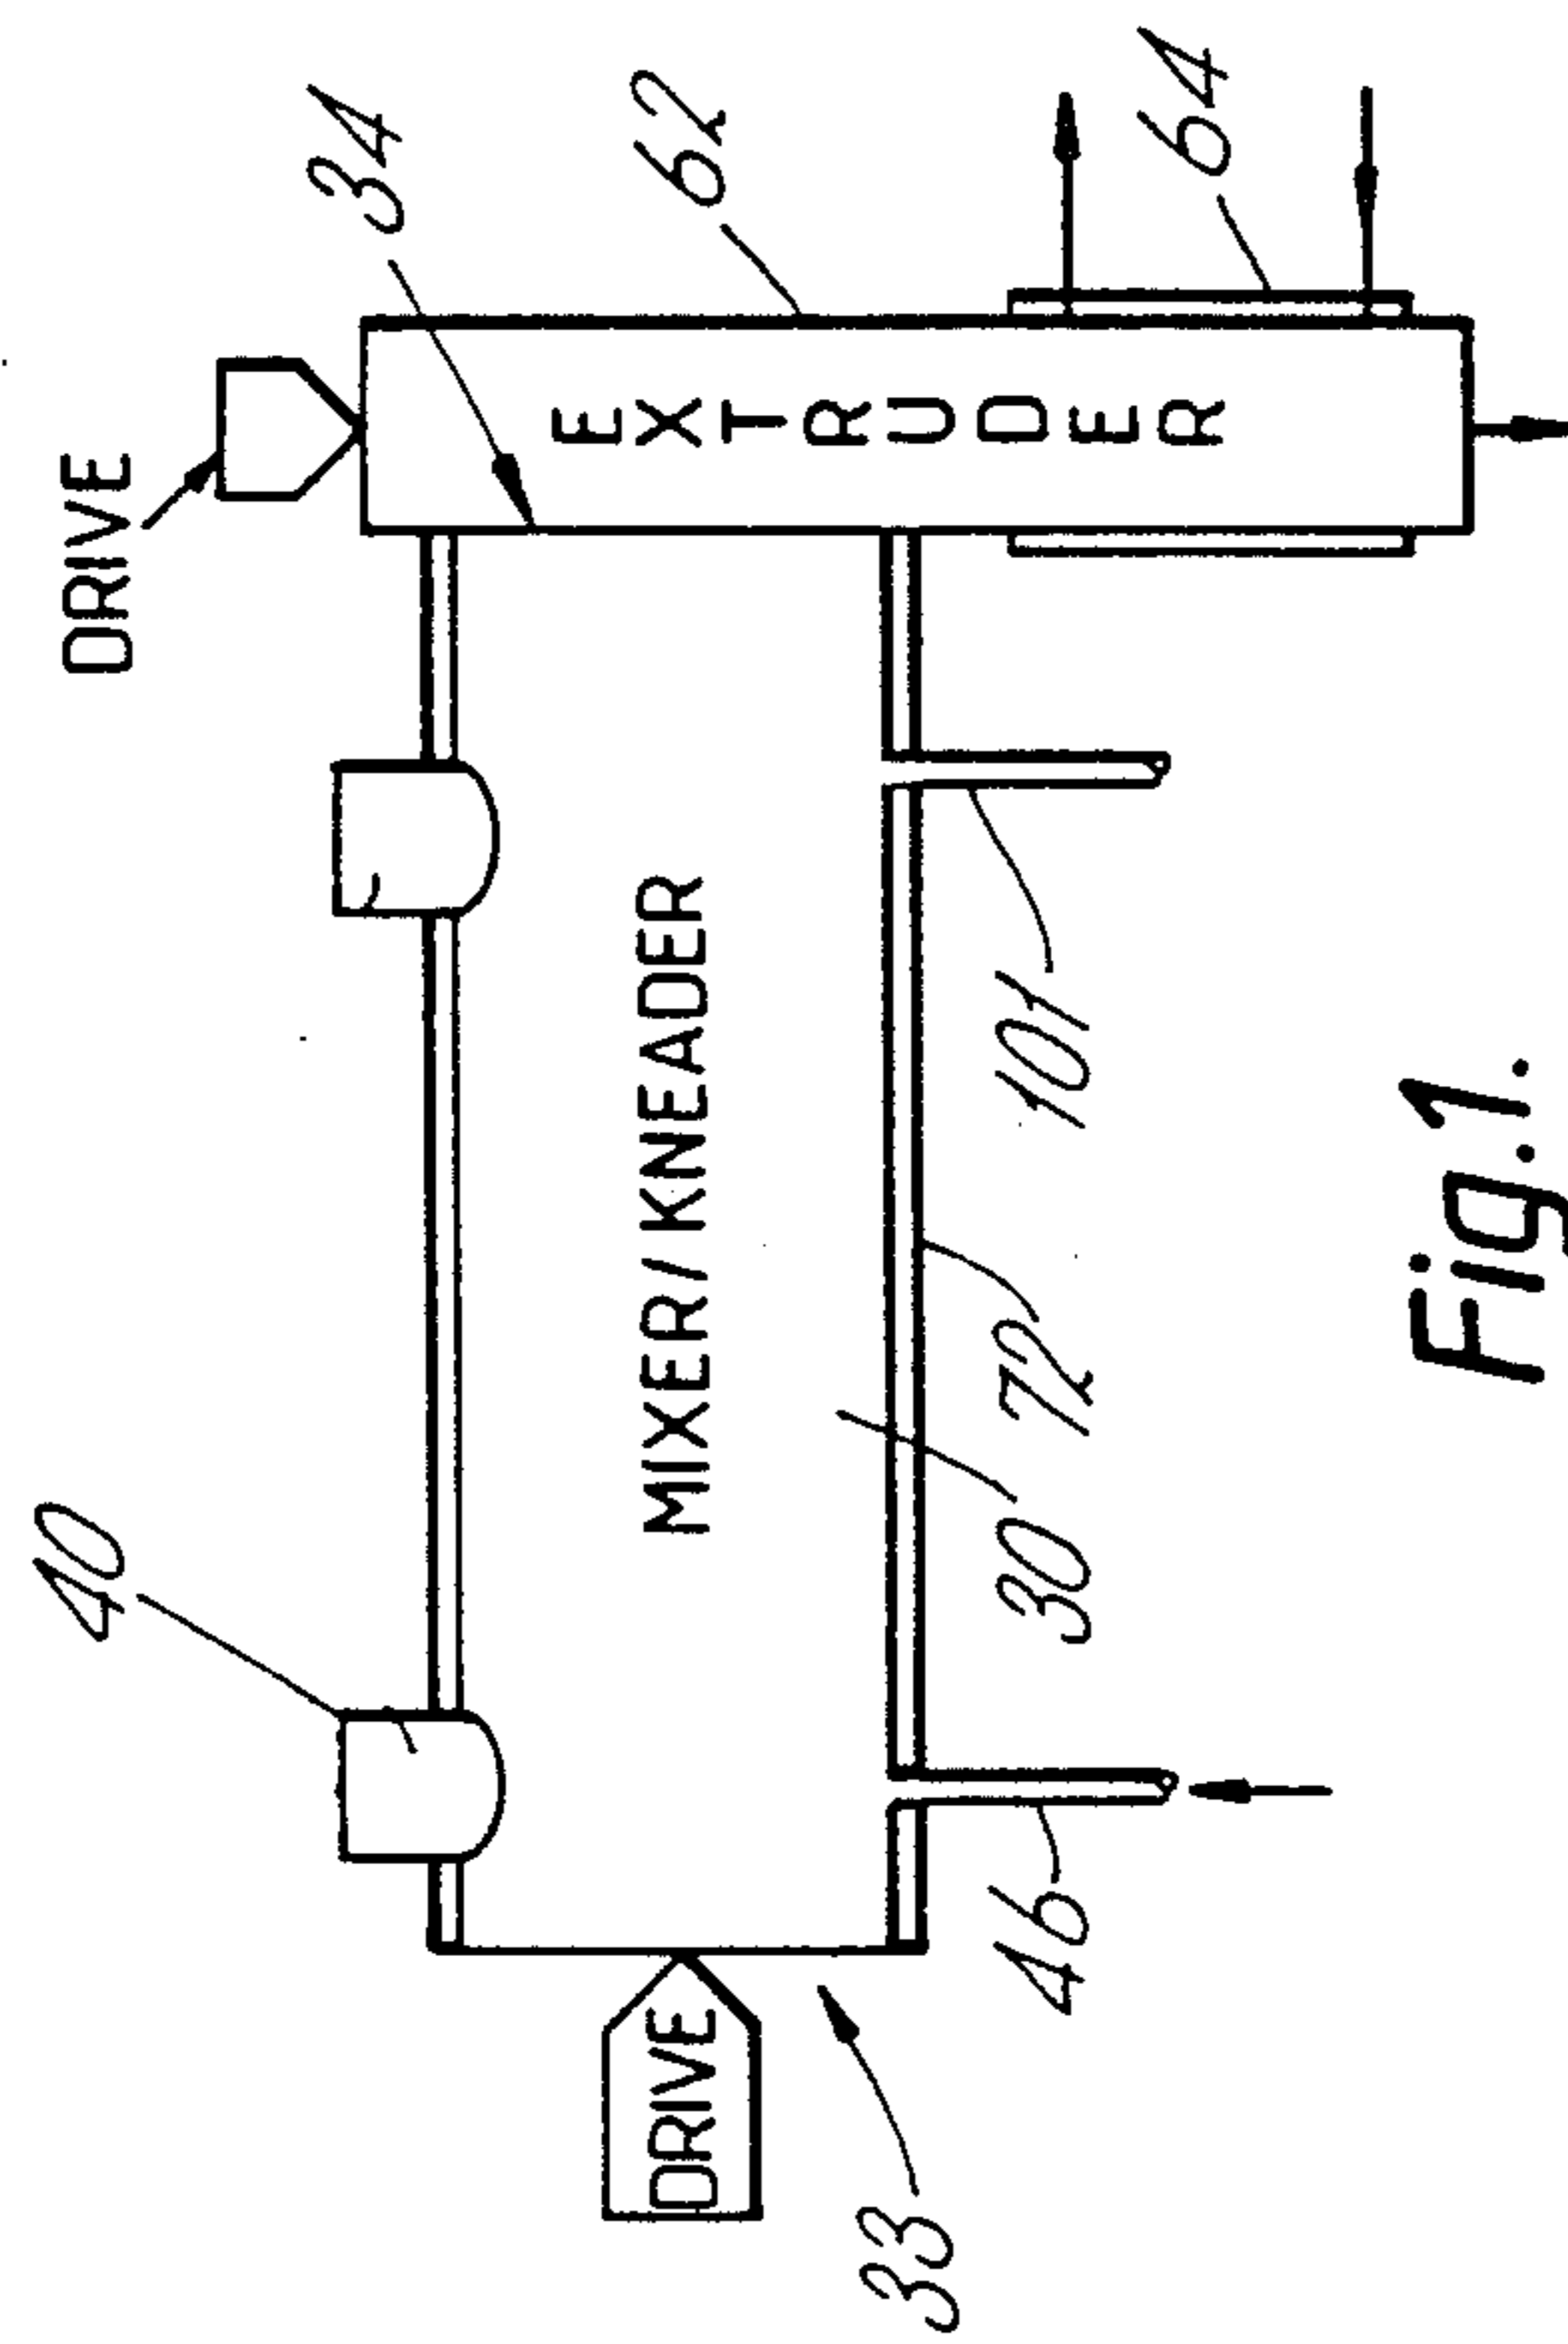 DRIVE
34
62
64
EXTRUDER
40
MIXER/KNEADER
101
72
30
46
DRIVE
33
Fig.1.